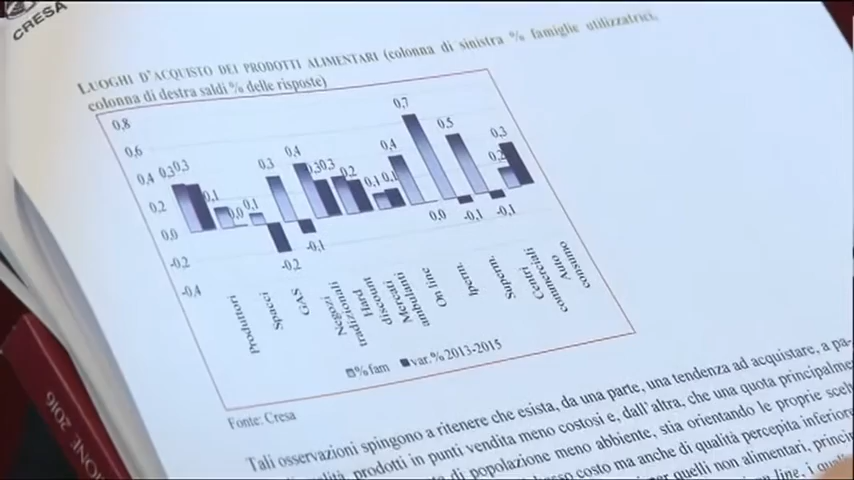 CRESA
LUOGHI D'ACQUISTO DEI PRODOTTI ALIMENTARI (colonna di sinistra % famiglie utilizzatrici,
colonna di destra saldi % delle risposte)
0,8
0,6
0,4
0,2
0,0
-0,2
-0,4
0,3 0,3 0,1 0,0 0,1 -0,2 0,3 0,4 -0,1 0,3 0,3 0,2 0,1 0,1 0,4 0,7 0,0 0,5 -0,1 -0,1 0,2 0,3
Produttori
Spacci
GAS
Negozi tradizionali
Hard discount
Mercati ambulanti
On line
Iperm.
Superm.
Centri commerciali
Auto consumo
% fam var.% 2013-2015
Fonte: Cresa
Tali osservazioni spingono a ritenere che esista, da una parte, una tendenza ad acquistare, a pa-
prodotti in punti vendita meno costosi e, dall'altra, che una quota principalme
di popolazione meno abbiente, stia orientando le proprie scel
basso costo ma anche di qualità percepita inferiore
per quelli non alimentari, princi
line, i
IONE 2016